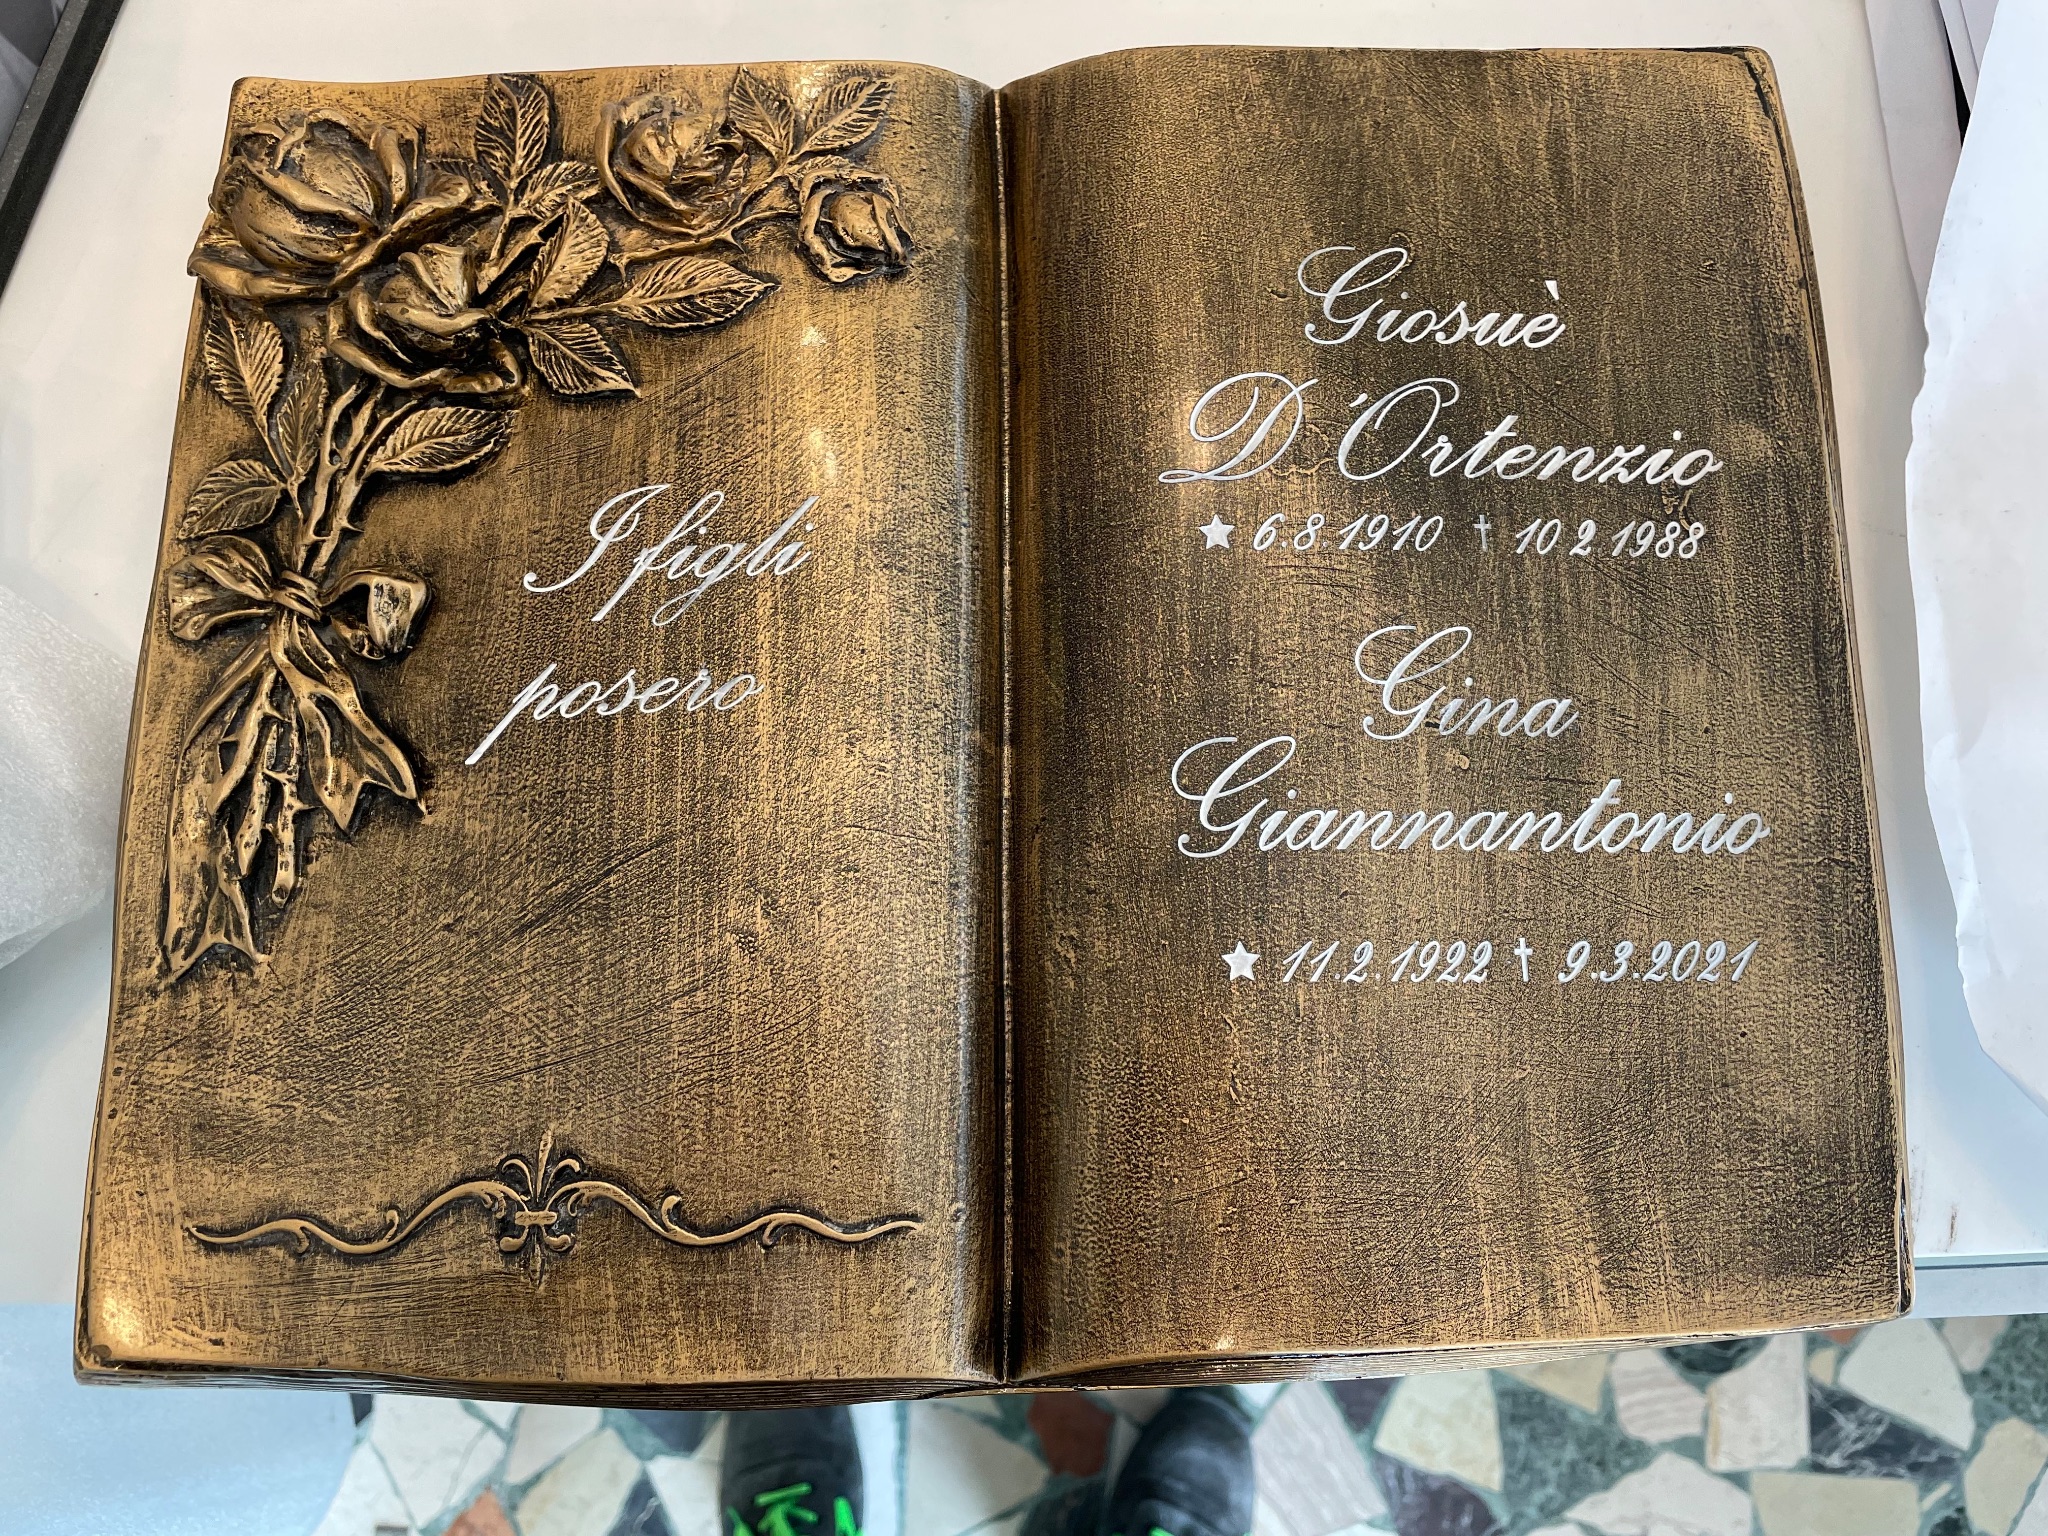 I figli
posero
Giosuè
D'Ortenzio
★ 6.8.1910 † 10 2 1988
Gina
Giannantonio
★ 11.2.1922 † 9.3.2021